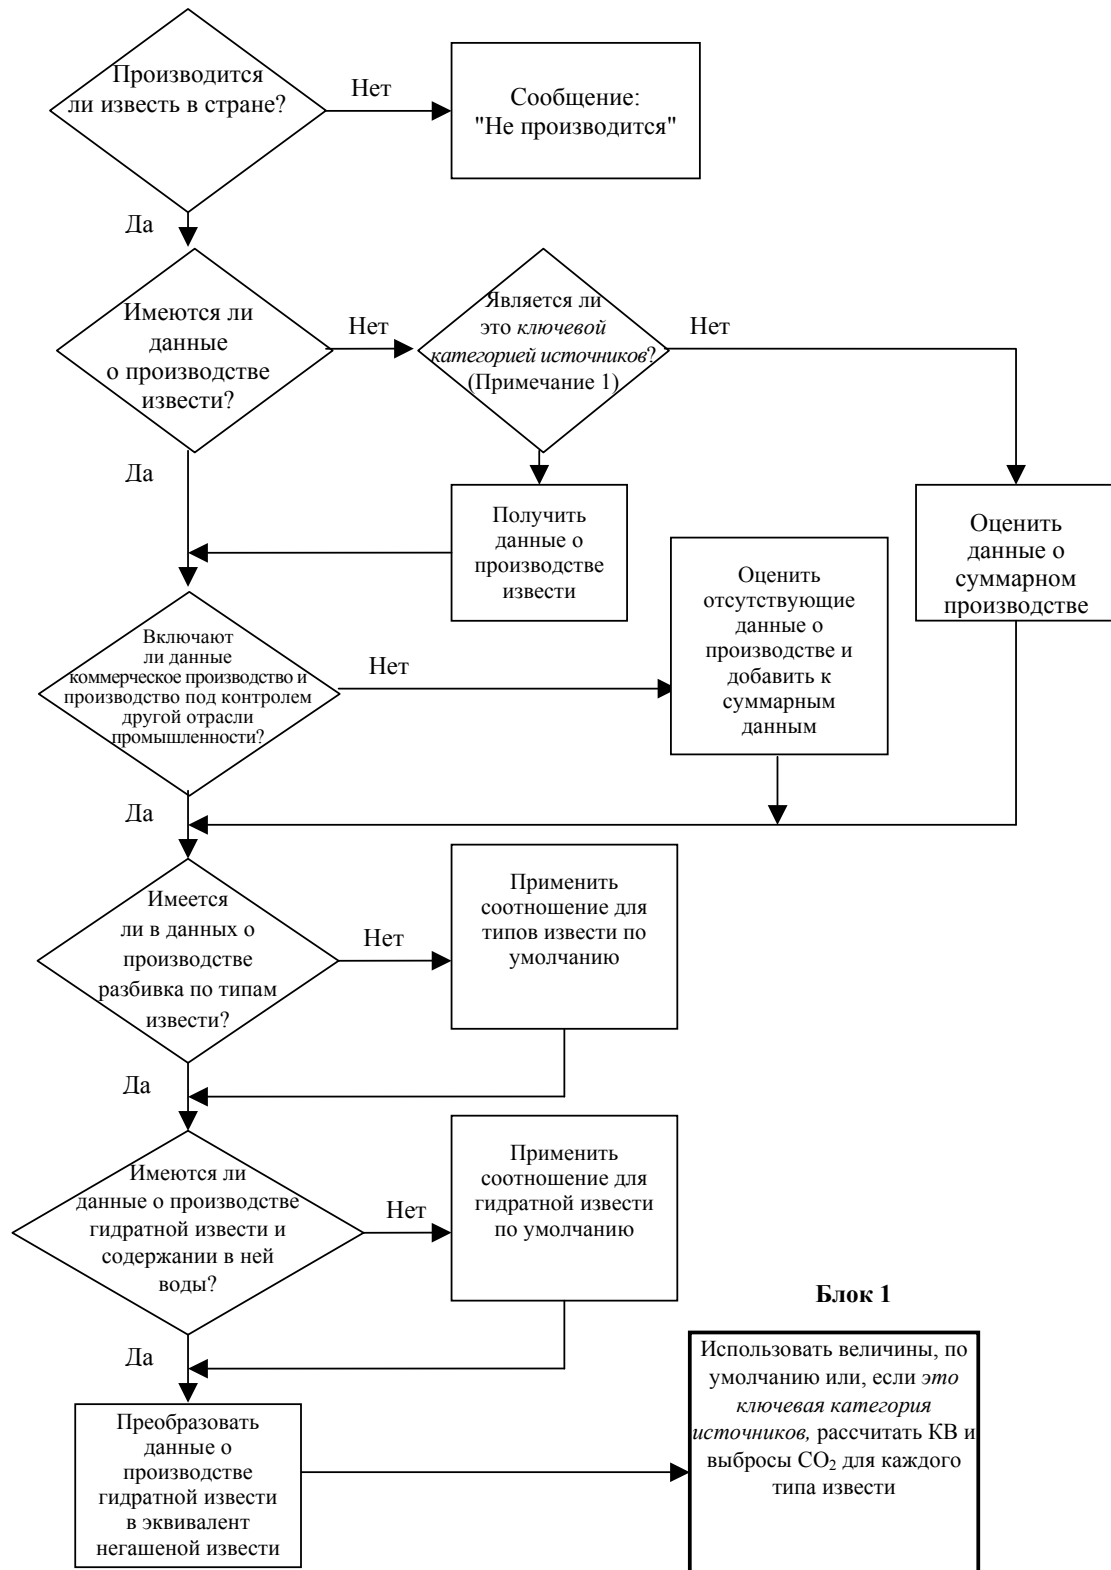 Производится
ли известь в стране?
Нет
Сообщение:
"Не производится"
Да
Имеются ли
данные
о производстве
извести?
Нет
Является ли
это ключевой
категорией источников?
(Примечание 1)
Нет
Да
Получить
данные о
производстве
извести
Оценить
данные о
суммарном
производстве
Оценить
отсутствующие
данные о
производстве и
добавить к
суммарным
данным
Включают
ли данные
коммерческое производство и
производство под контролем
другой отрасли
промышленности?
Нет
Да
Имеется
ли в данных о
производстве
разбивка по типам
извести?
Нет
Применить
соотношение для
типов извести по
умолчанию
Да
Имеются ли
данные о производстве
гидратной извести и
содержании в ней
воды?
Нет
Применить
соотношение для
гидратной извести
по умолчанию
Да
Преобразовать
данные о
производстве
гидратной извести
в эквивалент
негашеной извести
Блок 1
Использовать величины, по
умолчанию или, если это
ключевая категория
источников, рассчитать КВ и
выбросы CO₂ для каждого
типа извести